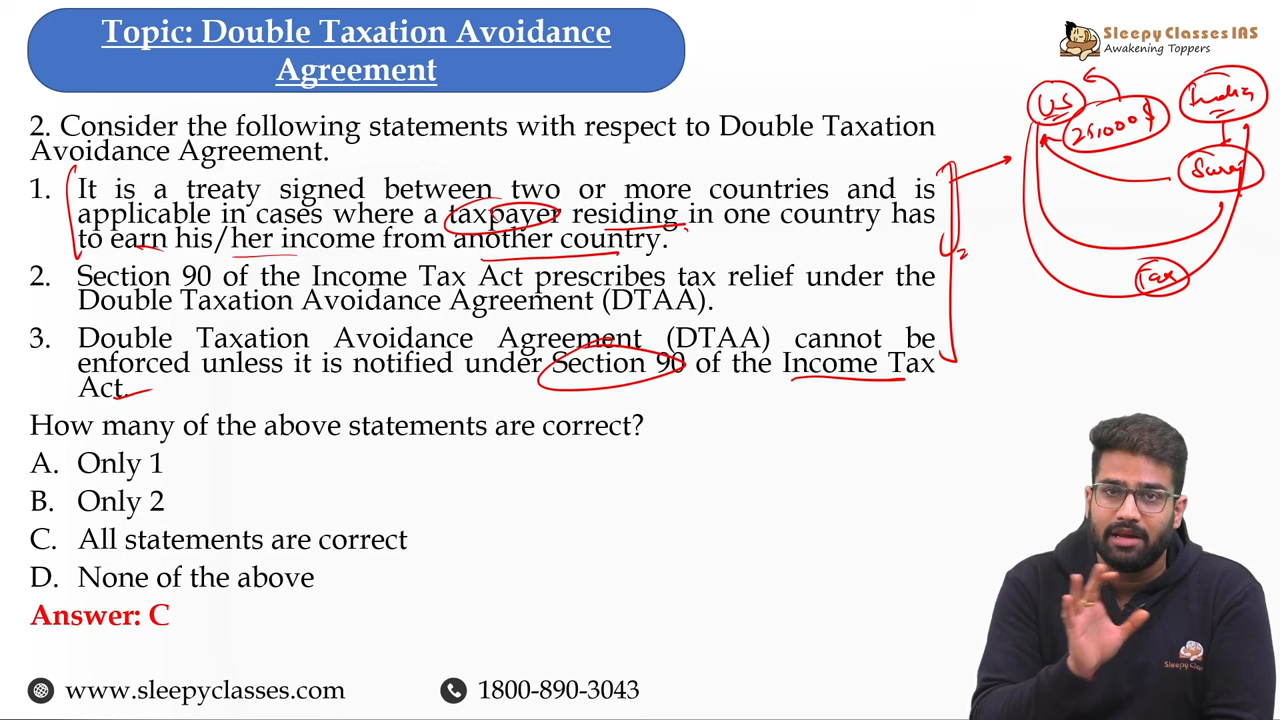 Topic: Double Taxation Avoidance
Agreement
Sleepy Classes IAS
Awakening Toppers
US
25,000 $
India
2. Consider the following statements with respect to Double Taxation
Avoidance Agreement.
1. It is a treaty signed between two or more countries and is
applicable in cases where a taxpayer residing in one country has
to earn his/her income from another country.
2. Section 90 of the Income Tax Act prescribes tax relief under the
Double Taxation Avoidance Agreement (DTAA).
3. Double Taxation Avoidance Agreement (DTAA) cannot be
enforced unless it is notified under Section 90 of the Income Tax
Act.
Tax
How many of the above statements are correct?
A. Only 1
B. Only 2
C. All statements are correct
D. None of the above
Answer: C
www.sleepyclasses.com
1800-890-3043